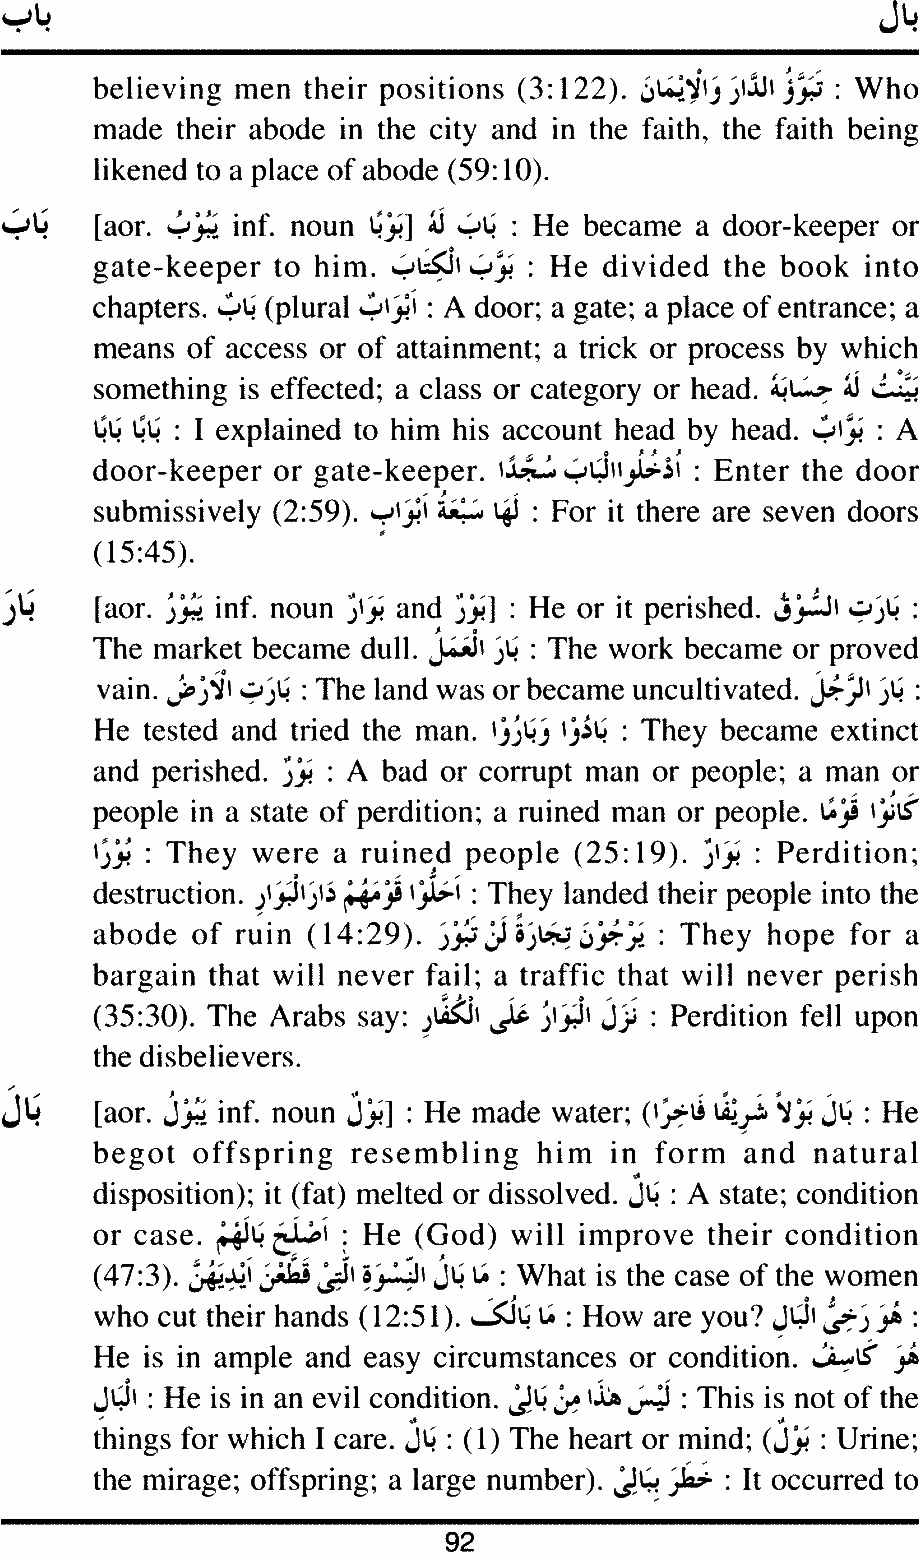 باب بال
believing men their positions (3:122). تَبَوَّؤُ الدَّارَ وَالْاِيْمَانَ : Who
made their abode in the city and in the faith, the faith being
likened to a place of abode (59:10).
بَابَ [aor. يَبُوْبُ inf. noun بَوْبًا] بَابَ لَهُ : He became a door-keeper or
gate-keeper to him. بَوَّبَ الْكِتَابَ : He divided the book into
chapters. بَابٌ (plural اَبْوَابٌ : A door; a gate; a place of entrance; a
means of access or of attainment; a trick or process by which
something is effected; a class or category or head. بَيَّنْتُ لَهُ حِسَابَهُ
بَابًا بَابًا : I explained to him his account head by head. بَوَّابٌ : A
door-keeper or gate-keeper. اُدْخُلُوا الْبَابَ سُجَّدًا : Enter the door
submissively (2:59). لَهَا سَبْعَةُ اَبْوَابٍ : For it there are seven doors
(15:45).
بَارَ [aor. يَبُوْرُ inf. noun بَوَارٌ and بَوْرٌ] : He or it perished. بَارَتِ السُّوْقُ :
The market became dull. بَارَ الْعَمَلُ : The work became or proved
vain. بَارَتِ الْاَرْضُ : The land was or became uncultivated. بَارَ الرَّجُلَ :
He tested and tried the man. بَادُوْا وَبَارُوْا : They became extinct
and perished. بَوْرٌ : A bad or corrupt man or people; a man or
people in a state of perdition; a ruined man or people. كَانُوْا قَوْمًا
بُوْرًا : They were a ruined people (25:19). بَوَارٌ : Perdition;
destruction. اَحَلُّوْا قَوْمَهُمْ دَارَ الْبَوَارِ : They landed their people into the
abode of ruin (14:29). يَرْجُوْنَ تِجَارَةً لَنْ تَبُوْرَ : They hope for a
bargain that will never fail; a traffic that will never perish
(35:30). The Arabs say: نَزَلَ الْبَوَارُ عَلَى الْكُفَّارِ : Perdition fell upon
the disbelievers.
بَالَ [aor. يَبُوْلُ inf. noun بَوْلٌ] : He made water; (بَالَ بَوْلاً شَرِيْفًا فَاخِرًا : He
begot offspring resembling him in form and natural
disposition); it (fat) melted or dissolved. بَالٌ : A state; condition
or case. اَصْلَحَ بَالَهُمْ : He (God) will improve their condition
(47:3). مَا بَالُ النِّسْوَةِ الّٰتِىْ قَطَّعْنَ اَيْدِيَهُنَّ : What is the case of the women
who cut their hands (12:51). مَا بَالُكَ : How are you? هُوَ رَخِىُّ الْبَالِ :
He is in ample and easy circumstances or condition. هُوَ كَاسِفُ
الْبَالِ : He is in an evil condition. لَيْسَ هٰذَا مِنْ بَالِىْ : This is not of the
things for which I care. بَالٌ : (1) The heart or mind; (بَوْلٌ : Urine;
the mirage; offspring; a large number). خَطَرَ بِبَالِىْ : It occurred to
92